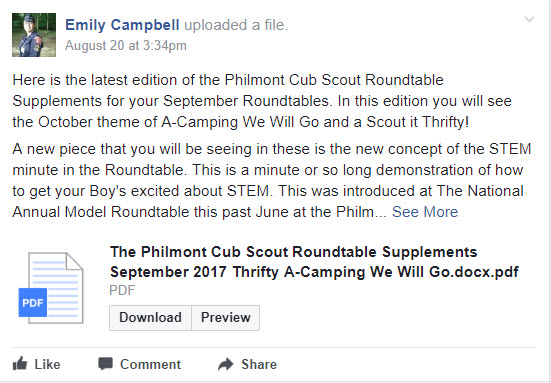 Emily Campbell uploaded a file.
August 20 at 3:34pm
Here is the latest edition of the Philmont Cub Scout Roundtable
Supplements for your September Roundtables. In this edition you will see
the October theme of A-Camping We Will Go and a Scout it Thrifty!
A new piece that you will be seeing in these is the new concept of the STEM
minute in the Roundtable. This is a minute or so long demonstration of how
to get your Boy's excited about STEM. This was introduced at The National
Annual Model Roundtable this past June at the Philm... See More
The Philmont Cub Scout Roundtable Supplements
September 2017 Thrifty A-Camping We Will Go.docx.pdf
PDF
PDF
Download Preview
Like Comment Share